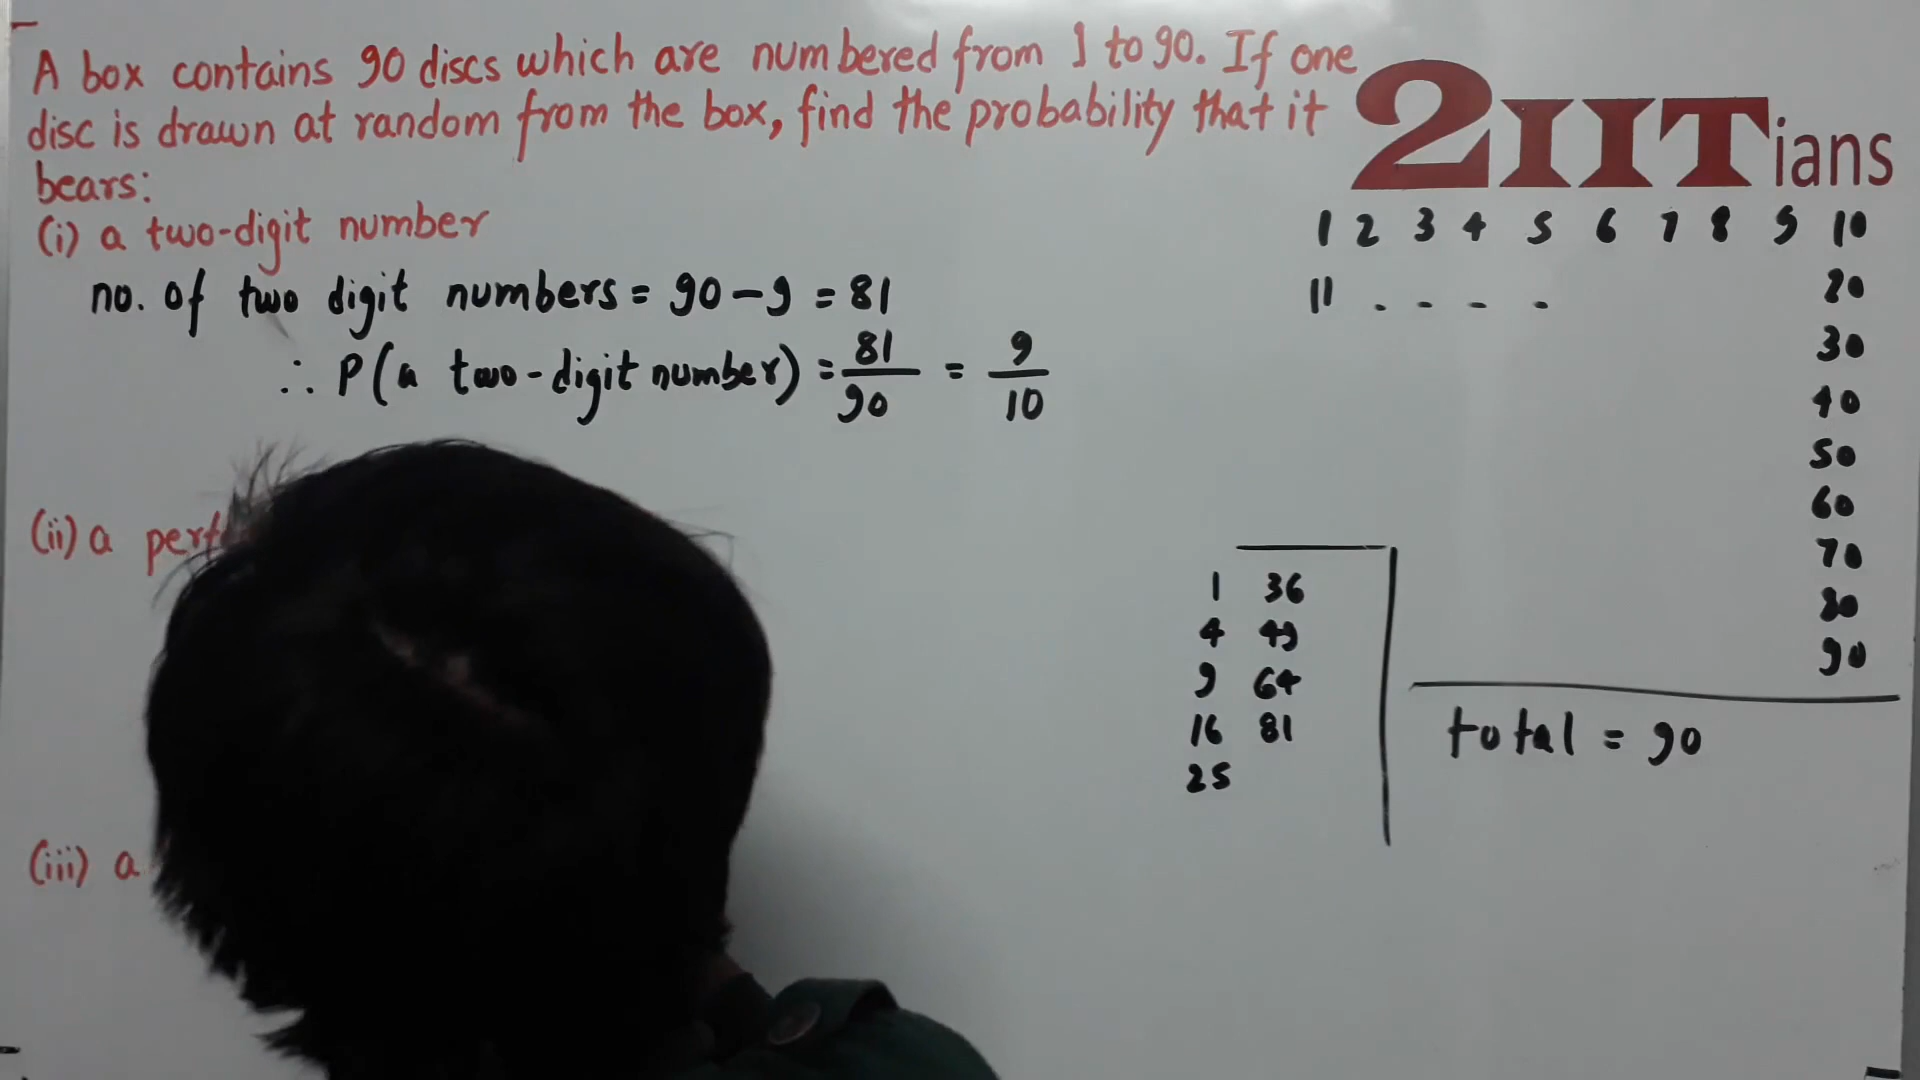 A box contains 90 discs which are numbered from 1 to 90. If one
disc is drawn at random from the box, find the probability that it
bears:
(i) a two-digit number
no. of two digit numbers = 90 - 9 = 81
∴ P(a two-digit number) = 81/90 = 9/10
(ii) a
(iii) a
2IITians
1 2 3 4 5 6 7 8 9 10
11 . - - - 20
30
40
50
60
70
80
90
total = 90
1 36
4 49
9 64
16 81
25